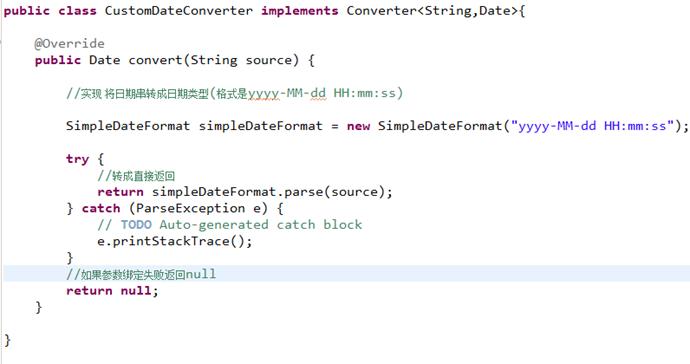 public class CustomDateConverter implements Converter<String,Date>{
@Override
public Date convert(String source) {
//实现 将日期串转成日期类型(格式是yyyy-MM-dd HH:mm:ss)
SimpleDateFormat simpleDateFormat = new SimpleDateFormat("yyyy-MM-dd HH:mm:ss");
try {
//转成直接返回
return simpleDateFormat.parse(source);
} catch (ParseException e) {
// TODO Auto-generated catch block
e.printStackTrace();
}
//如果参数绑定失败返回null
return null;
}
}